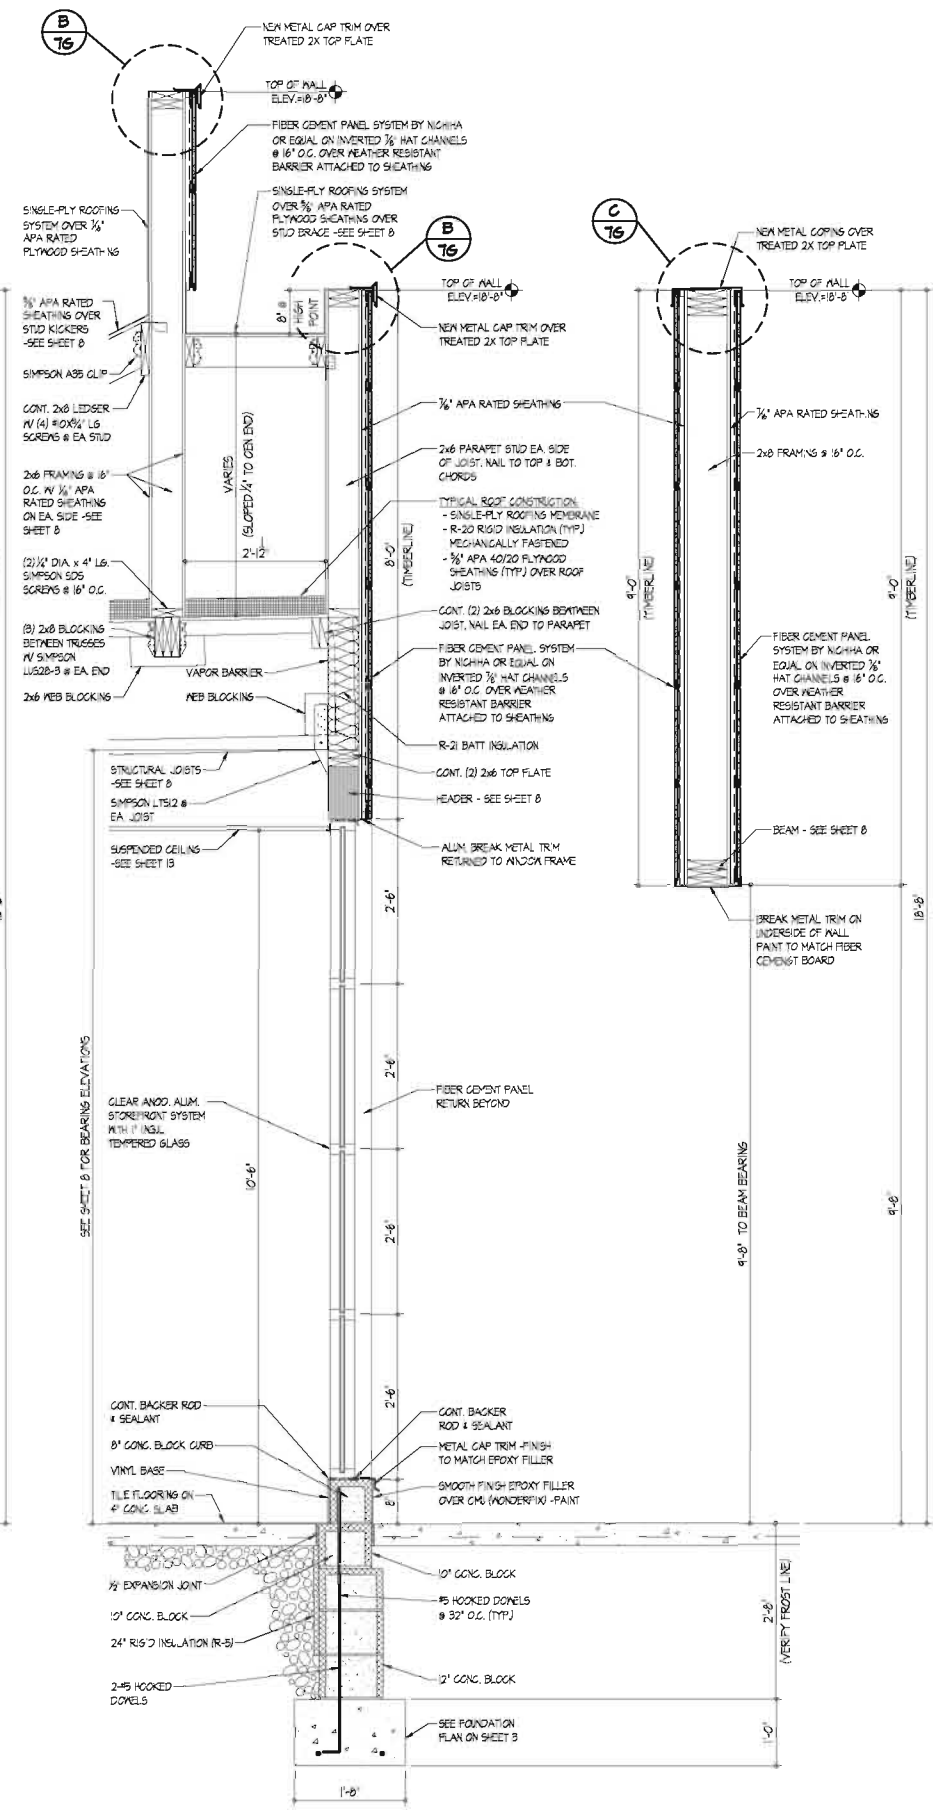 B
7G
NEW METAL CAP TRIM OVER
TREATED 2X TOP PLATE
TOP OF WALL
ELEV.=18'-8"
FIBER CEMENT PANEL SYSTEM BY NICHIHA
OR EQUAL ON INVERTED 7/8" HAT CHANNELS
@ 16" O.C. OVER WEATHER RESISTANT
BARRIER ATTACHED TO SHEATHING
SINGLE-PLY ROOFING SYSTEM
OVER 5/8" APA RATED
PLYWOOD SHEATHING OVER
STUD BRACE -SEE SHEET 8
SINGLE-PLY ROOFING
SYSTEM OVER 7/16"
APA RATED
PLYWOOD SHEATHING
5/8" APA RATED
SHEATHING OVER
STUD KICKERS
-SEE SHEET 8
SIMPSON A35 CLIP
CONT. 2x8 LEDGER
W/ (4) #10X3/4" LG
SCREWS @ EA STUD
2x6 FRAMING @ 16"
O.C. W/ 7/16" APA
RATED SHEATHING
ON EA. SIDE -SEE
SHEET 8
(2) 1/4" DIA. x 4" LG.
SIMPSON SDS
SCREWS @ 16" O.C.
(3) 2x8 BLOCKING
BETWEEN TRUSSES
W/ SIMPSON
LUS28-3 @ EA. END
2x6 WEB BLOCKING
VAPOR BARRIER
WEB BLOCKING
STRUCTURAL JOISTS
-SEE SHEET 8
SIMPSON LTS12 @
EA JOIST
SUSPENDED CEILING
-SEE SHEET 13
8" @
HIGH
POINT
VARIES
(SLOPED 1/4" TO OEN END)
B
7G
TOP OF WALL
ELEV.=18'-8"
NEW METAL CAP TRIM OVER
TREATED 2X TOP PLATE
7/16" APA RATED SHEATHING
2x6 PARAPET STUD EA. SIDE
OF JOIST. NAIL TO TOP & BOT.
CHORDS
TYPICAL ROOF CONSTRUCTION:
- SINGLE-PLY ROOFING MEMBRANE
- R-20 RIGID INSULATION (TYP.)
MECHANICALLY FASTENED
- 5/8" APA 40/20 PLYWOOD
SHEATHING (TYP.) OVER ROOF
JOISTS
CONT. (2) 2x6 BLOCKING BEWTWEEN
JOIST, NAIL EA. END TO PARAPET
FIBER CEMENT PANEL SYSTEM
BY NICHIHA OR EQUAL ON
INVERTED 7/8" HAT CHANNELS
@ 16" O.C. OVER WEATHER
RESISTANT BARRIER
ATTACHED TO SHEATHING
R-21 BATT INSULATION
CONT. (2) 2x6 TOP PLATE
HEADER - SEE SHEET 8
ALUM. BREAK METAL TRIM
RETURNED TO WINDOW FRAME
8'-0"
(TIMBERLINE)
C
7G
NEW METAL COPING OVER
TREATED 2X TOP PLATE
TOP OF WALL
ELEV.=18'-8"
7/16" APA RATED SHEATHING
2x8 FRAMING @ 16" O.C.
9'-0"
(TIMBERLINE)
9'-0"
(TIMBERLINE)
FIBER CEMENT PANEL
SYSTEM BY NICHIHA OR
EQUAL ON INVERTED 7/8"
HAT CHANNELS @ 16" O.C.
OVER WEATHER
RESISTANT BARRIER
ATTACHED TO SHEATHING
BEAM - SEE SHEET 8
BREAK METAL TRIM ON
UNDERSIDE OF WALL
PAINT TO MATCH FIBER
CEMENGT BOARD
18'-8"
2'-6"
2'-6"
2'-6"
2'-6"
8"
SEE SHEET 8 FOR BEARING ELEVATIONS
10'-6"
CLEAR ANOD. ALUM.
STOREFRONT SYSTEM
WITH 1" INSUL.
TEMPERED GLASS
FIBER CEMENT PANEL
RETURN BEYOND
9'-8" TO BEAM BEARING
9'-8"
CONT. BACKER ROD
& SEALANT
8" CONC. BLOCK CURB
VINYL BASE
TILE FLOORING ON
4" CONC. SLAB
CONT. BACKER
ROD & SEALANT
METAL CAP TRIM -FINISH
TO MATCH EPOXY FILLER
SMOOTH FINISH EPOXY FILLER
OVER CMU (WONDERFIX) -PAINT
1/2" EXPANSION JOINT
10" CONC. BLOCK
24" RIGID INSULATION (R-5)
2-#5 HOOKED
DOWELS
10" CONC. BLOCK
#5 HOOKED DOWELS
@ 32" O.C. (TYP.)
12" CONC. BLOCK
SEE FOUNDATION
PLAN ON SHEET 3
2'-8"
(VERIFY FROST LINE)
1'-0"
1'-8"